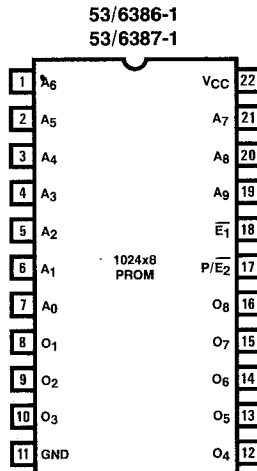 53/6386-1
53/6387-1
1 A6 VCC 22
2 A5 A7 21
3 A4 A8 20
4 A3 A9 19
5 A2 E̅1 18
6 A1 P/E̅2 17
1024x8
PROM
7 A0 O8 16
8 O1 O7 15
9 O2 O6 14
10 O3 O5 13
11 GND O4 12